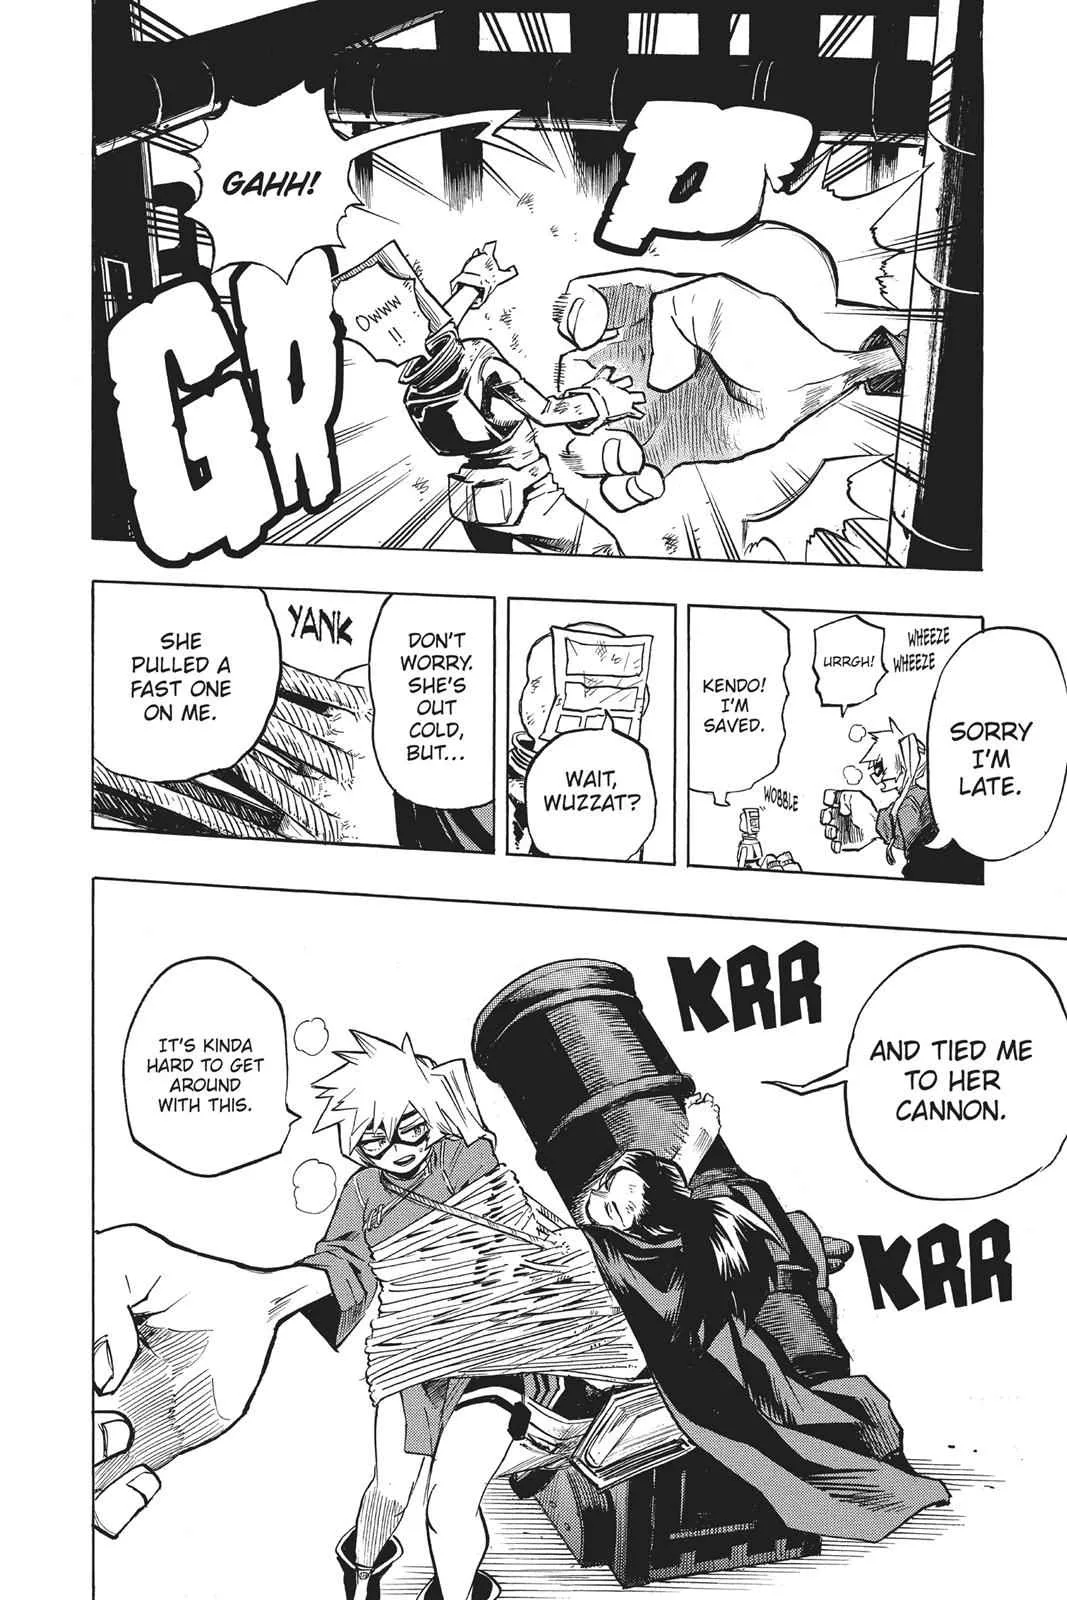 GAHH!
OWWW
!!
GRP
KENDO!
I'M
SAVED.
URRGH!
WHEEZE
WHEEZE
SORRY
I'M
LATE.
WOBBLE
WAIT,
WUZZAT?
DON'T
WORRY.
SHE'S
OUT
COLD,
BUT...
YANK
SHE
PULLED A
FAST ONE
ON ME.
AND TIED ME
TO HER
CANNON.
KRR
KRR
IT'S KINDA
HARD TO GET
AROUND
WITH THIS.